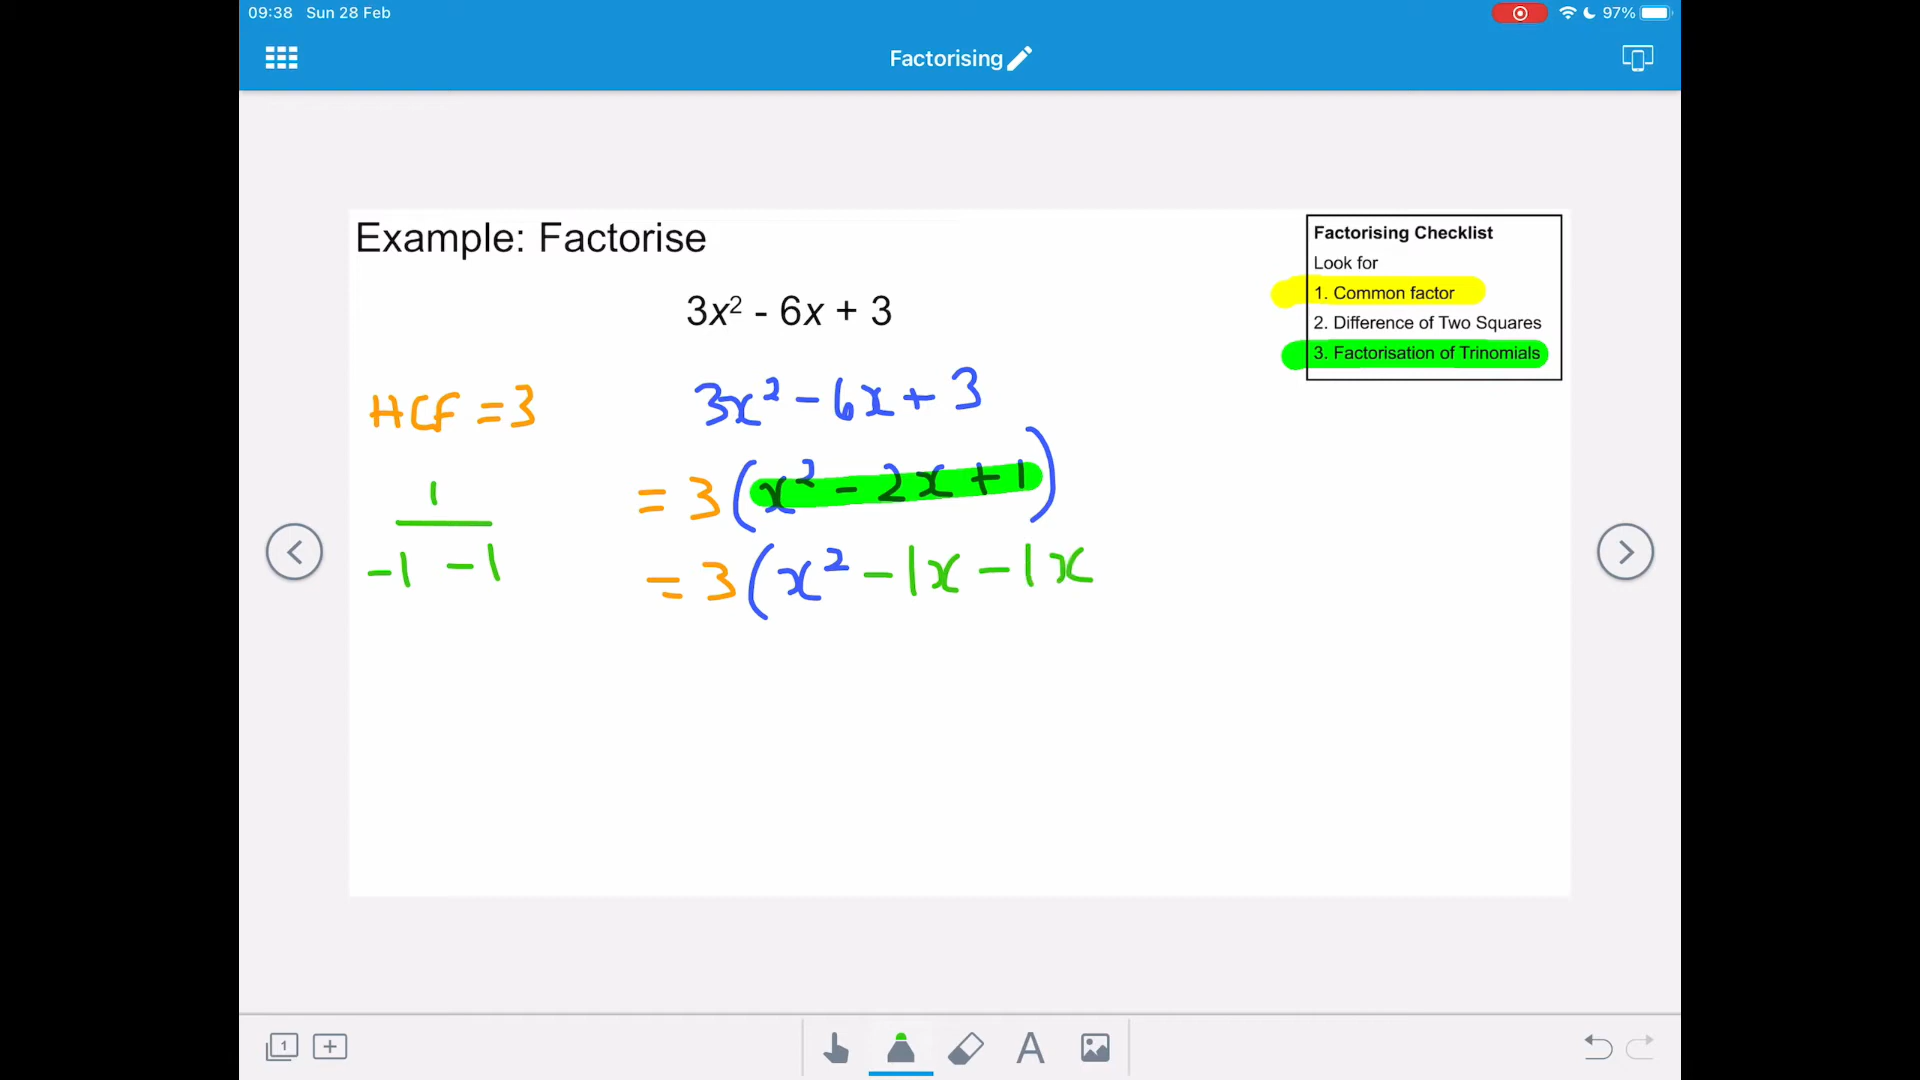 09:38 Sun 28 Feb
97%
Factorising
Example: Factorise
3x² - 6x + 3
Factorising Checklist
Look for
1. Common factor
2. Difference of Two Squares
3. Factorisation of Trinomials
HCF = 3
3x² - 6x + 3
= 3 (x² - 2x + 1)
1
-1 -1
= 3 (x² - 1x - 1x
1
A